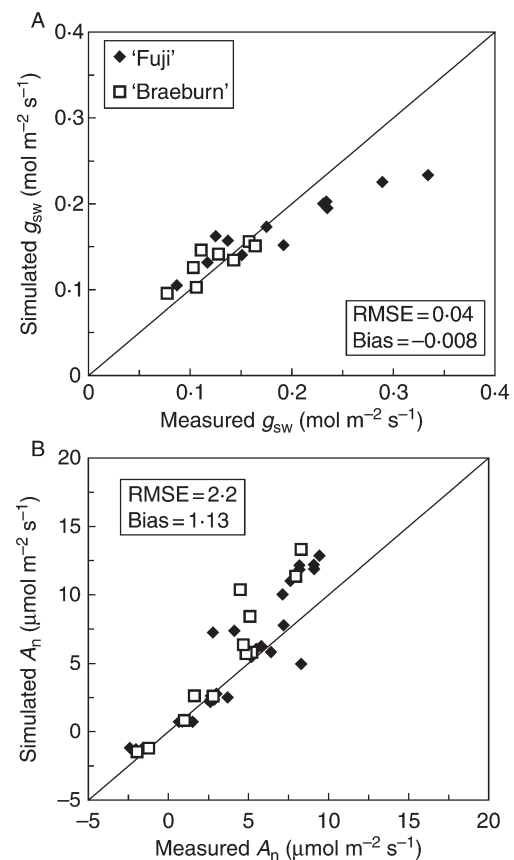 A
0·4
'Fuji'
'Braeburn'
0·3
0·2
0·1
0
Simulated gsw (mol m−2 s−1)
RMSE=0·04
Bias=−0·008
0 0·1 0·2 0·3 0·4
Measured gsw (mol m−2 s−1)
B
20
RMSE=2·2
Bias=1·13
15
10
5
0
−5
Simulated An (μmol m−2 s−1)
−5 0 5 10 15 20
Measured An (μmol m−2 s−1)